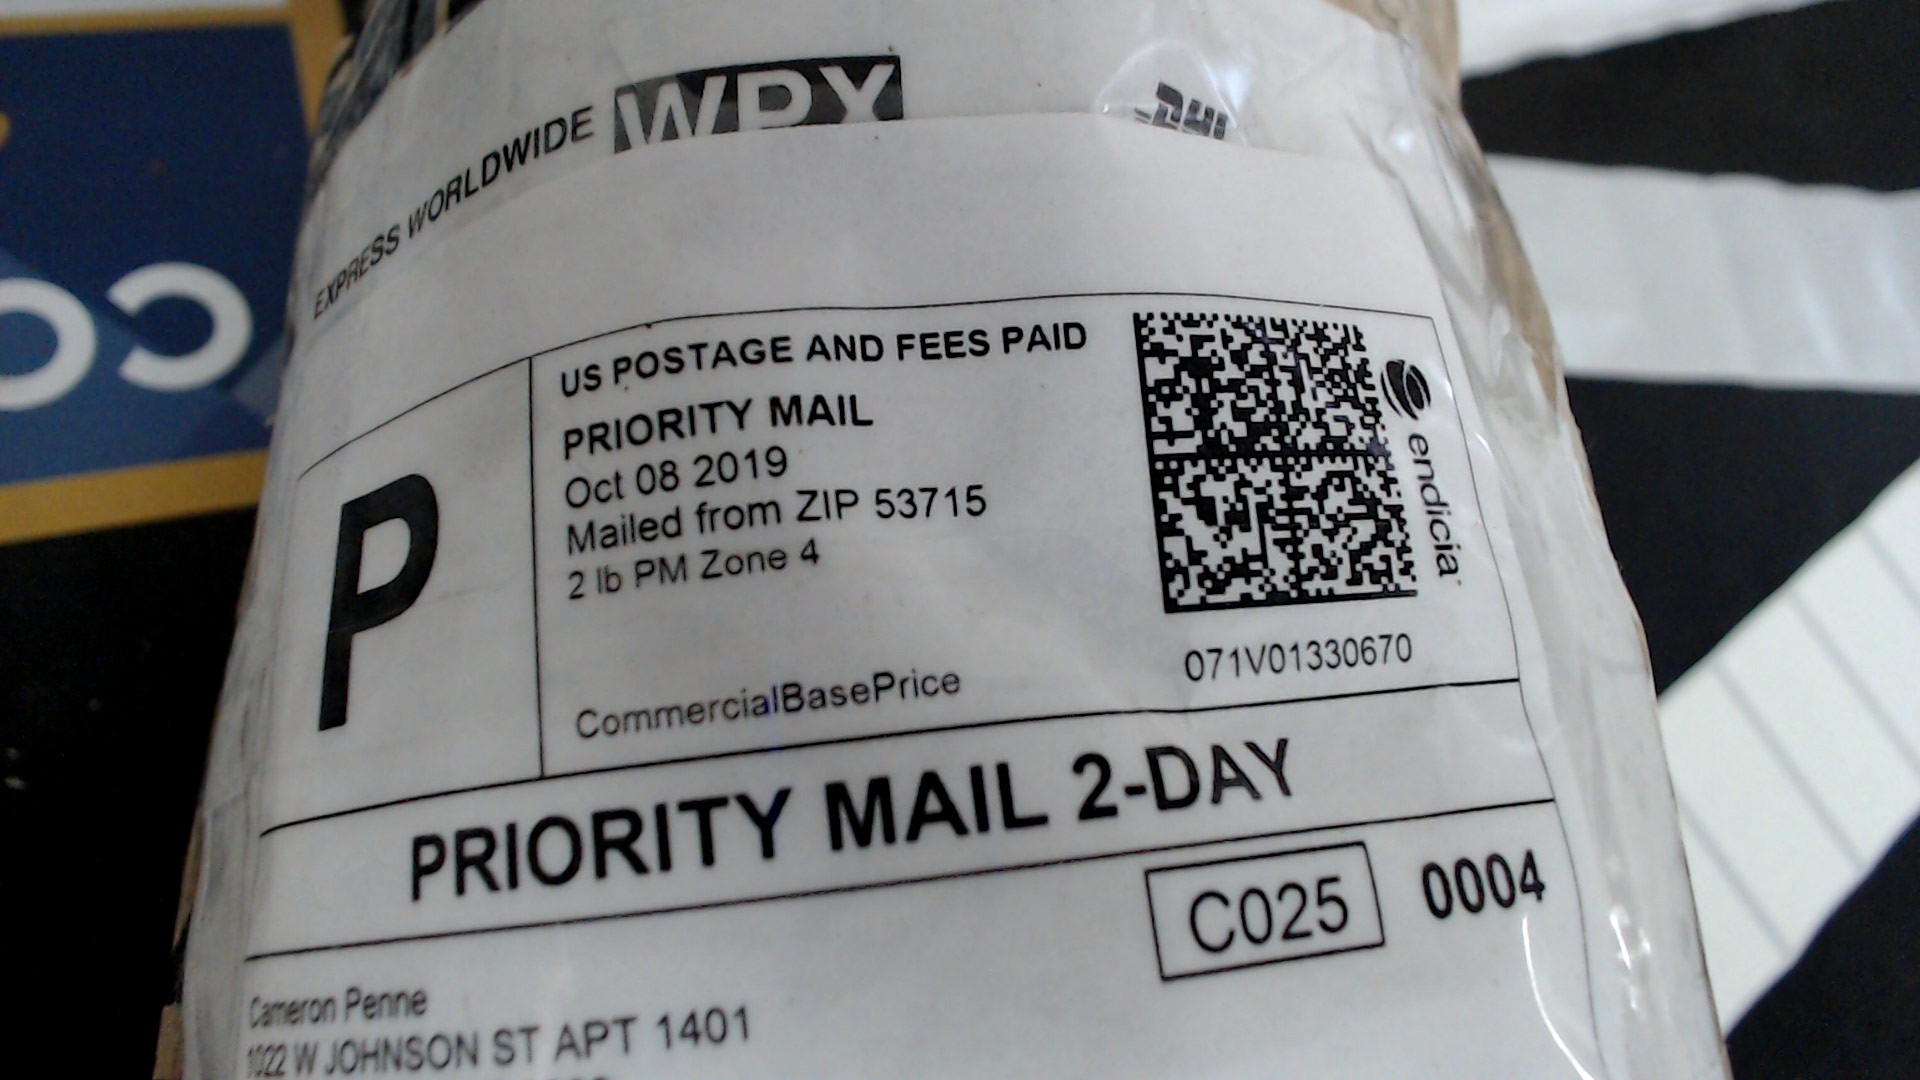 EXPRESS WORLDWIDE WPX
DHL
US POSTAGE AND FEES PAID
PRIORITY MAIL
Oct 08 2019
Mailed from ZIP 53715
2 lb PM Zone 4
endicia
071V01330670
CommercialBasePrice
P
PRIORITY MAIL 2-DAY
C025 0004
Cameron Penne
1022 W JOHNSON ST APT 1401